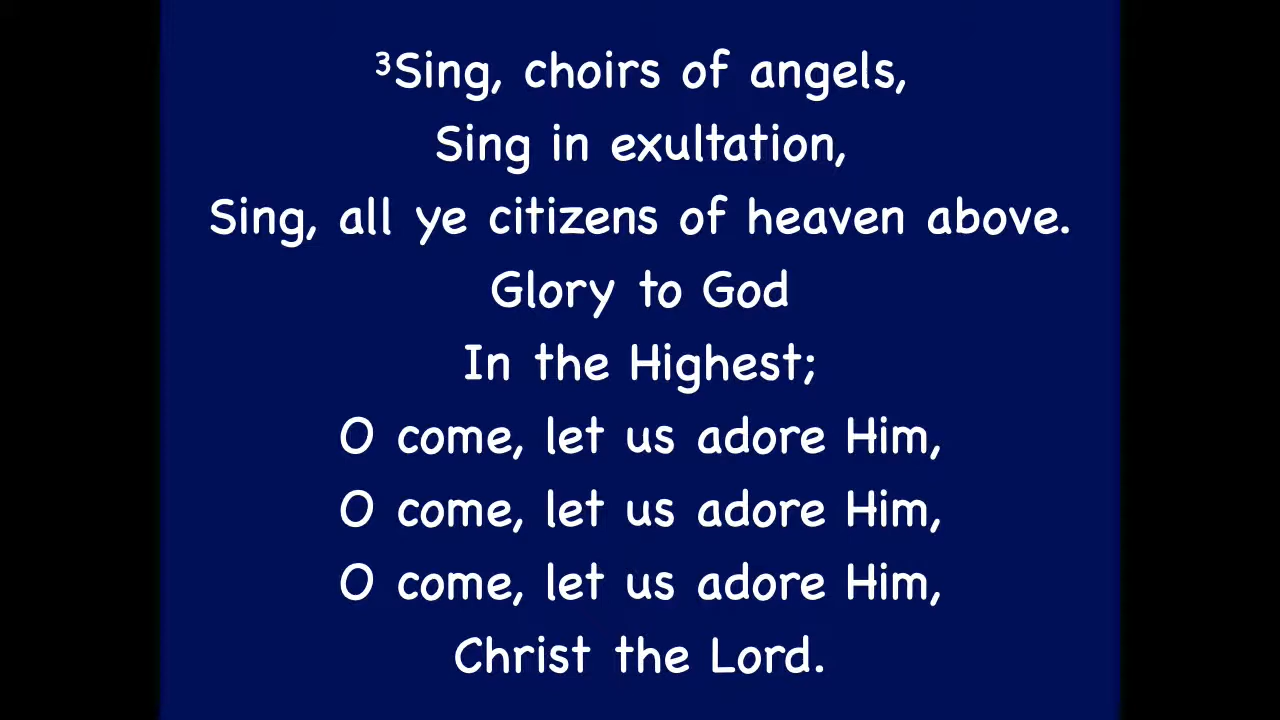 ³Sing, choirs of angels,
Sing in exultation,
Sing, all ye citizens of heaven above.
Glory to God
In the Highest;
O come, let us adore Him,
O come, let us adore Him,
O come, let us adore Him,
Christ the Lord.